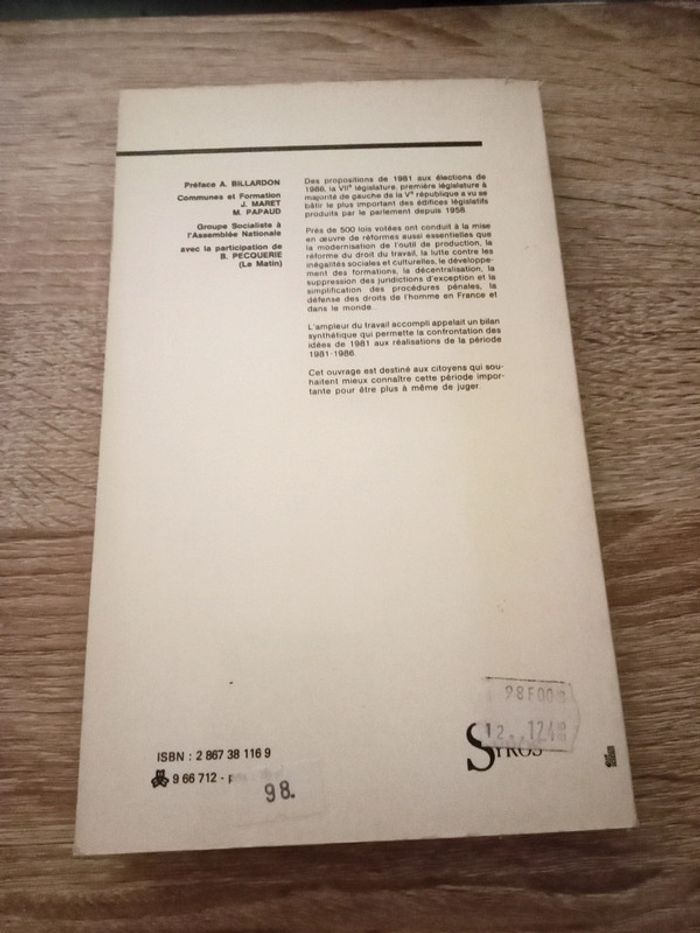 Préface A. BILLARDON
Communes et Formation
J. MARET
M. PAPAUD
Groupe Socialiste à
l'Assemblée Nationale
avec la participation de
B. PECQUERIE
(Le Matin)
Des propositions de 1981 aux élections de
1986, la VIIe législature, première législature à
majorité de gauche de la Ve république a vu se
bâtir le plus important des édifices législatifs
produits par le parlement depuis 1958.
Près de 500 lois votées ont conduit à la mise
en œuvre de réformes aussi essentielles que
la modernisation de l'outil de production, la
réforme du droit du travail, la lutte contre les
inégalités sociales et culturelles, le développe-
ment des formations, la décentralisation, la
suppression des juridictions d'exception et la
simplification des procédures pénales, la
défense des droits de l'homme en France et
dans le monde...
L'ampleur du travail accompli appelait un bilan
synthétique qui permette la confrontation des
idées de 1981 aux réalisations de la période
1981-1986.
Cet ouvrage est destiné aux citoyens qui sou-
haitent mieux connaître cette période impor-
tante pour être plus à même de juger.
98F00
12. 124
SYROS
ISBN : 2 867 38 116 9
9 66 712 - p
98.